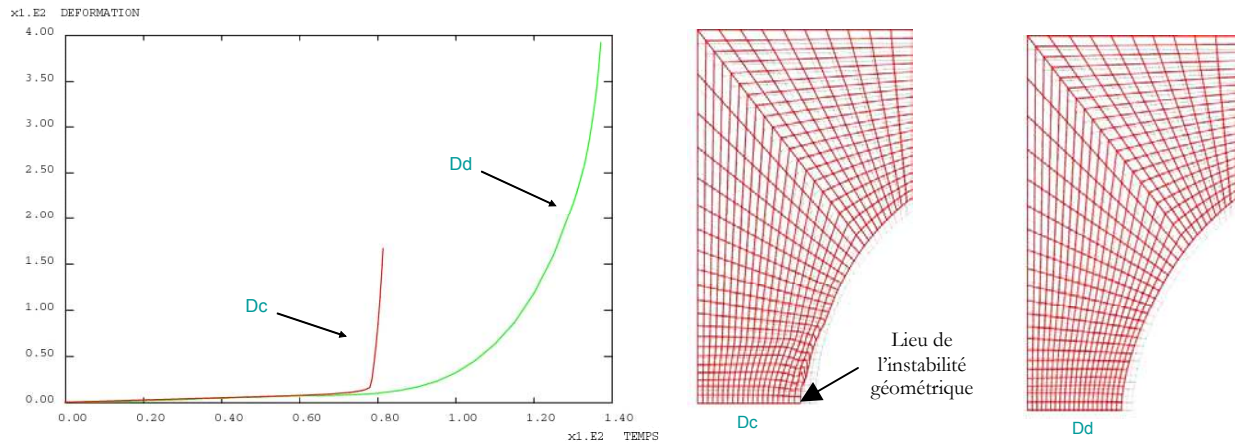 x1.E2 DEFORMATION
4.00
3.50
3.00
2.50
2.00
1.50
1.00
0.50
0.00
0.00 0.20 0.40 0.60 0.80 1.00 1.20 1.40
x1.E2 TEMPS
Dd
Dc
Lieu de
l’instabilité
géométrique
Dc
Dd